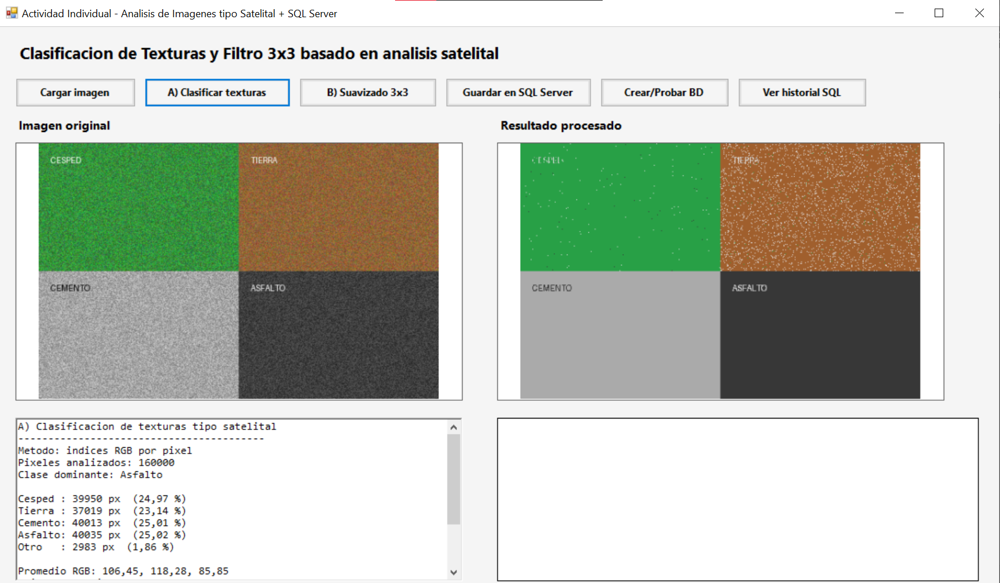 Actividad Individual - Analisis de Imagenes tipo Satelital + SQL Server
Clasificacion de Texturas y Filtro 3x3 basado en analisis satelital
Cargar imagen
A) Clasificar texturas
B) Suavizado 3x3
Guardar en SQL Server
Crear/Probar BD
Ver historial SQL
Imagen original
Resultado procesado
CESPED
TIERRA
CEMENTO
ASFALTO
CESPED
TIERRA
CEMENTO
ASFALTO
A) Clasificacion de texturas tipo satelital
-----------------------------------------
Metodo: indices RGB por pixel
Pixeles analizados: 160000
Clase dominante: Asfalto
Cesped : 39950 px  (24,97 %)
Tierra : 37019 px  (23,14 %)
Cemento: 40013 px  (25,01 %)
Asfalto: 40035 px  (25,02 %)
Otro   : 2983 px  (1,86 %)
Promedio RGB: 106,45, 118,28, 85,85